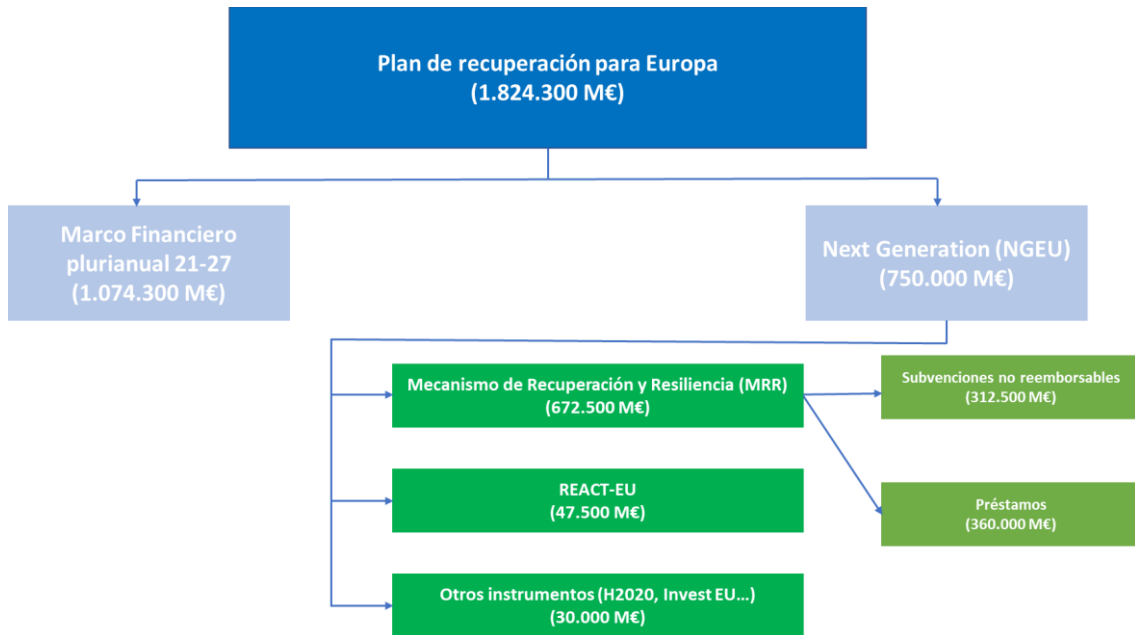 Plan de recuperación para Europa
(1.824.300 M€)
Marco Financiero
plurianual 21-27
(1.074.300 M€)
Next Generation (NGEU)
(750.000 M€)
Mecanismo de Recuperación y Resiliencia (MRR)
(672.500 M€)
Subvenciones no reemborsables
(312.500 M€)
REACT-EU
(47.500 M€)
Préstamos
(360.000 M€)
Otros instrumentos (H2020, Invest EU...)
(30.000 M€)